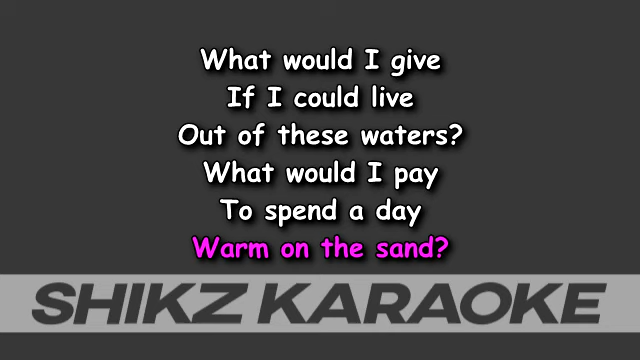 What would I give
If I could live
Out of these waters?
What would I pay
To spend a day
Warm on the sand?
SHIKZ KARAOKE